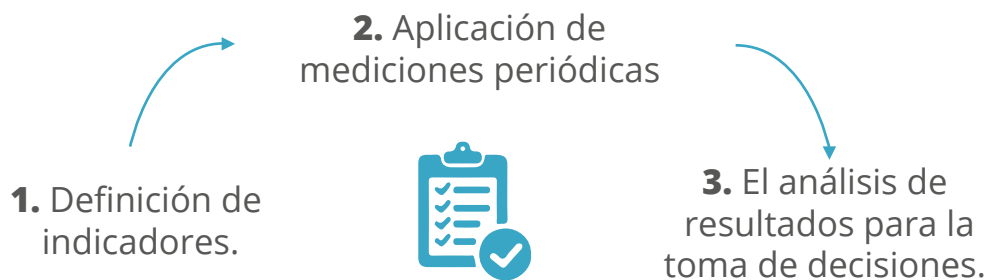 1. Definición de
indicadores.
2. Aplicación de
mediciones periódicas
3. El análisis de
resultados para la
toma de decisiones.